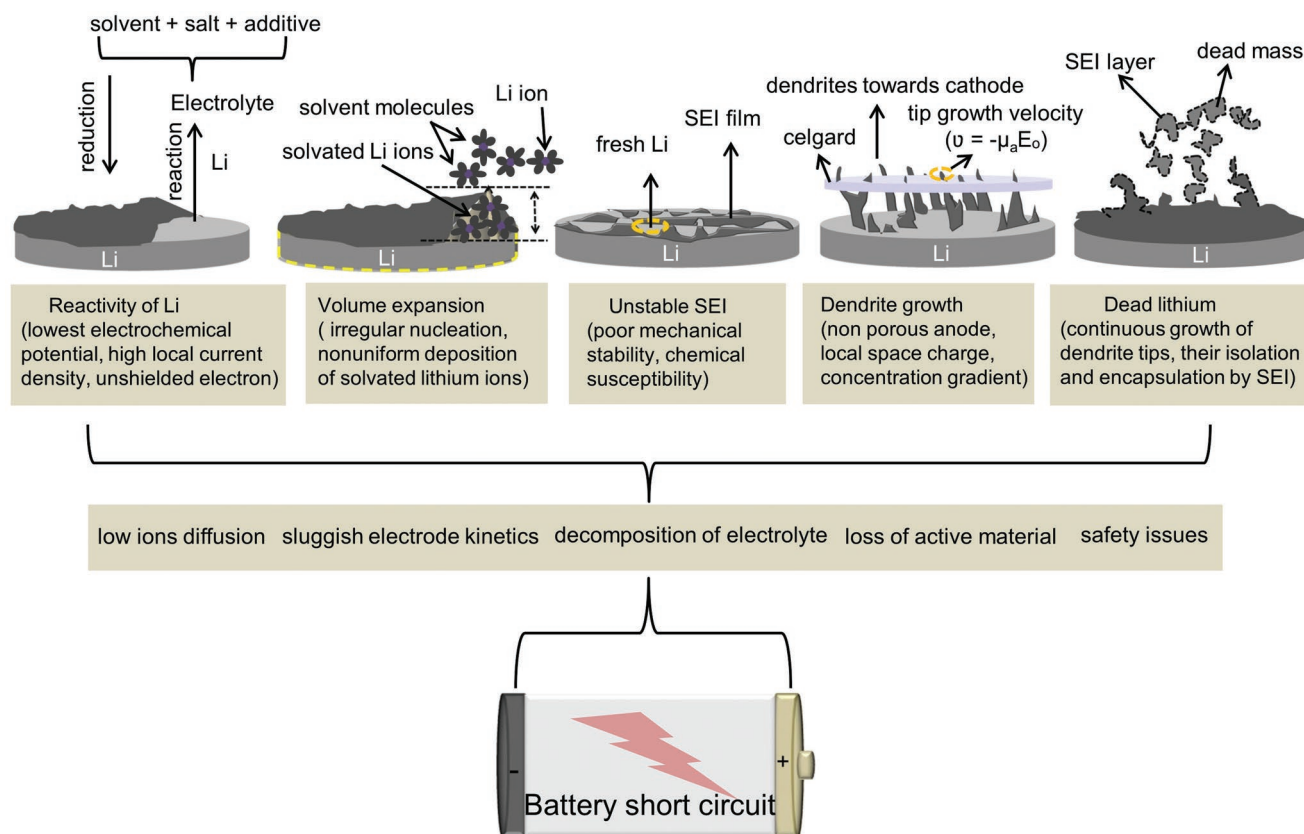 solvent + salt + additive
reduction
reaction
Electrolyte
Li
Li
solvent molecules
Li ion
solvated Li ions
Li
fresh Li
SEI film
Li
dendrites towards cathode
tip growth velocity
(υ = -μₐEₒ)
celgard
Li
SEI layer
dead mass
Li
Reactivity of Li
(lowest electrochemical
potential, high local current
density, unshielded electron)
Volume expansion
( irregular nucleation,
nonuniform deposition
of solvated lithium ions)
Unstable SEI
(poor mechanical
stability, chemical
susceptibility)
Dendrite growth
(non porous anode,
local space charge,
concentration gradient)
Dead lithium
(continuous growth of
dendrite tips, their isolation
and encapsulation by SEI)
low ions diffusion sluggish electrode kinetics decomposition of electrolyte loss of active material safety issues
- +
Battery short circuit